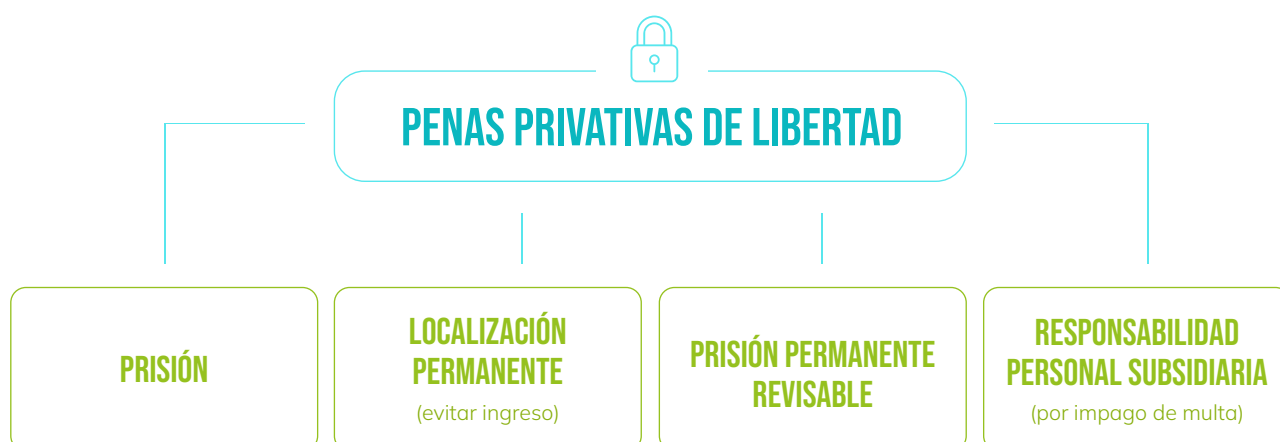 PENAS PRIVATIVAS DE LIBERTAD
PRISIÓN
LOCALIZACIÓN
PERMANENTE
(evitar ingreso)
PRISIÓN PERMANENTE
REVISABLE
RESPONSABILIDAD
PERSONAL SUBSIDIARIA
(por impago de multa)